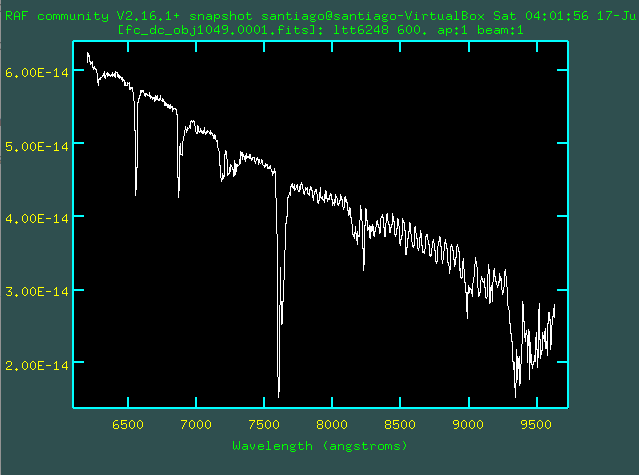 RAF community V2.16.1+ snapshot santiago@santiago-VirtualBox Sat 04:01:56 17-Ju
[fc_dc_obj1049.0001.fits]: ltt6248 600. ap:1 beam:1
6.00E-14
5.00E-14
4.00E-14
3.00E-14
2.00E-14
6500 7000 7500 8000 8500 9000 9500
Wavelength (angstroms)